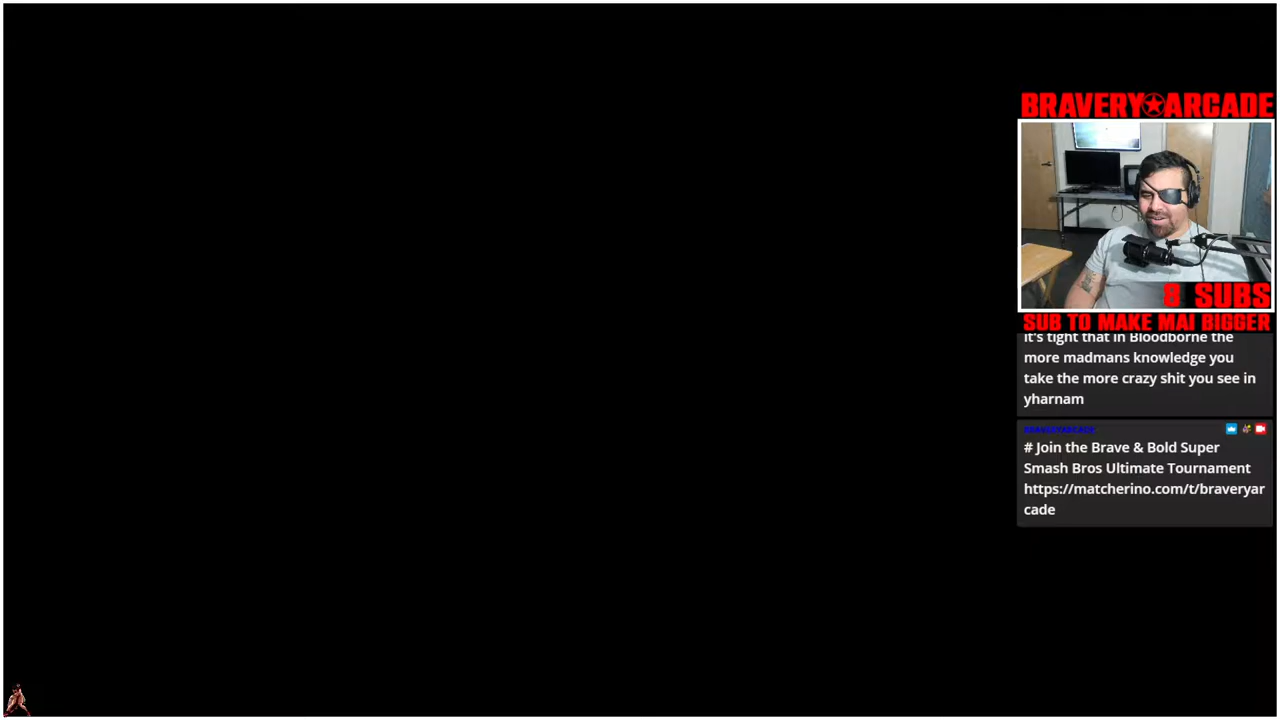 BRAVERY ARCADE
8 SUBS
SUB TO MAKE MAI BIGGER
it's tight that in Bloodborne the
more madmans knowledge you
take the more crazy shit you see in
yharnam
BRAVERYARCADE
# Join the Brave & Bold Super
Smash Bros Ultimate Tournament
https://matcherino.com/t/braveryar
cade